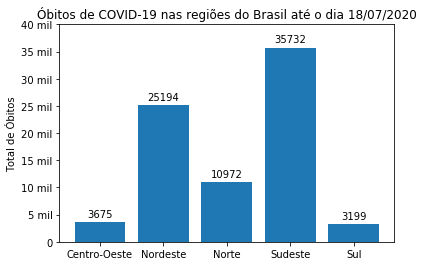 Óbitos de COVID-19 nas regiões do Brasil até o dia 18/07/2020
Total de Óbitos
40 mil
35 mil
30 mil
25 mil
20 mil
15 mil
10 mil
5 mil
0
3675
25194
10972
35732
3199
Centro-Oeste
Nordeste
Norte
Sudeste
Sul